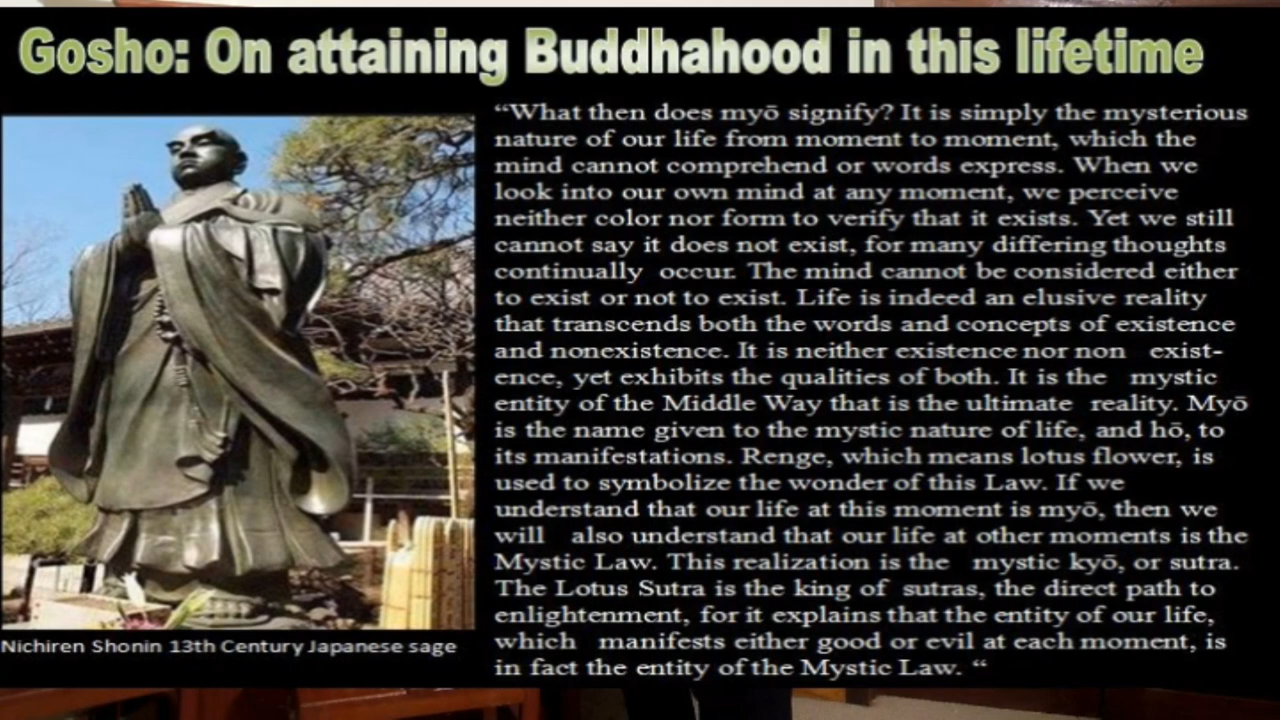 Gosho: On attaining Buddhahood in this lifetime
“What then does myō signify? It is simply the mysterious
nature of our life from moment to moment, which the
mind cannot comprehend or words express. When we
look into our own mind at any moment, we perceive
neither color nor form to verify that it exists. Yet we still
cannot say it does not exist, for many differing thoughts
continually occur. The mind cannot be considered either
to exist or not to exist. Life is indeed an elusive reality
that transcends both the words and concepts of existence
and nonexistence. It is neither existence nor non exist-
ence, yet exhibits the qualities of both. It is the mystic
entity of the Middle Way that is the ultimate reality. Myō
is the name given to the mystic nature of life, and hō, to
its manifestations. Renge, which means lotus flower, is
used to symbolize the wonder of this Law. If we
understand that our life at this moment is myō, then we
will also understand that our life at other moments is the
Mystic Law. This realization is the mystic kyō, or sutra.
The Lotus Sutra is the king of sutras, the direct path to
enlightenment, for it explains that the entity of our life,
which manifests either good or evil at each moment, is
in fact the entity of the Mystic Law. “
Nichiren Shonin 13th Century Japanese sage